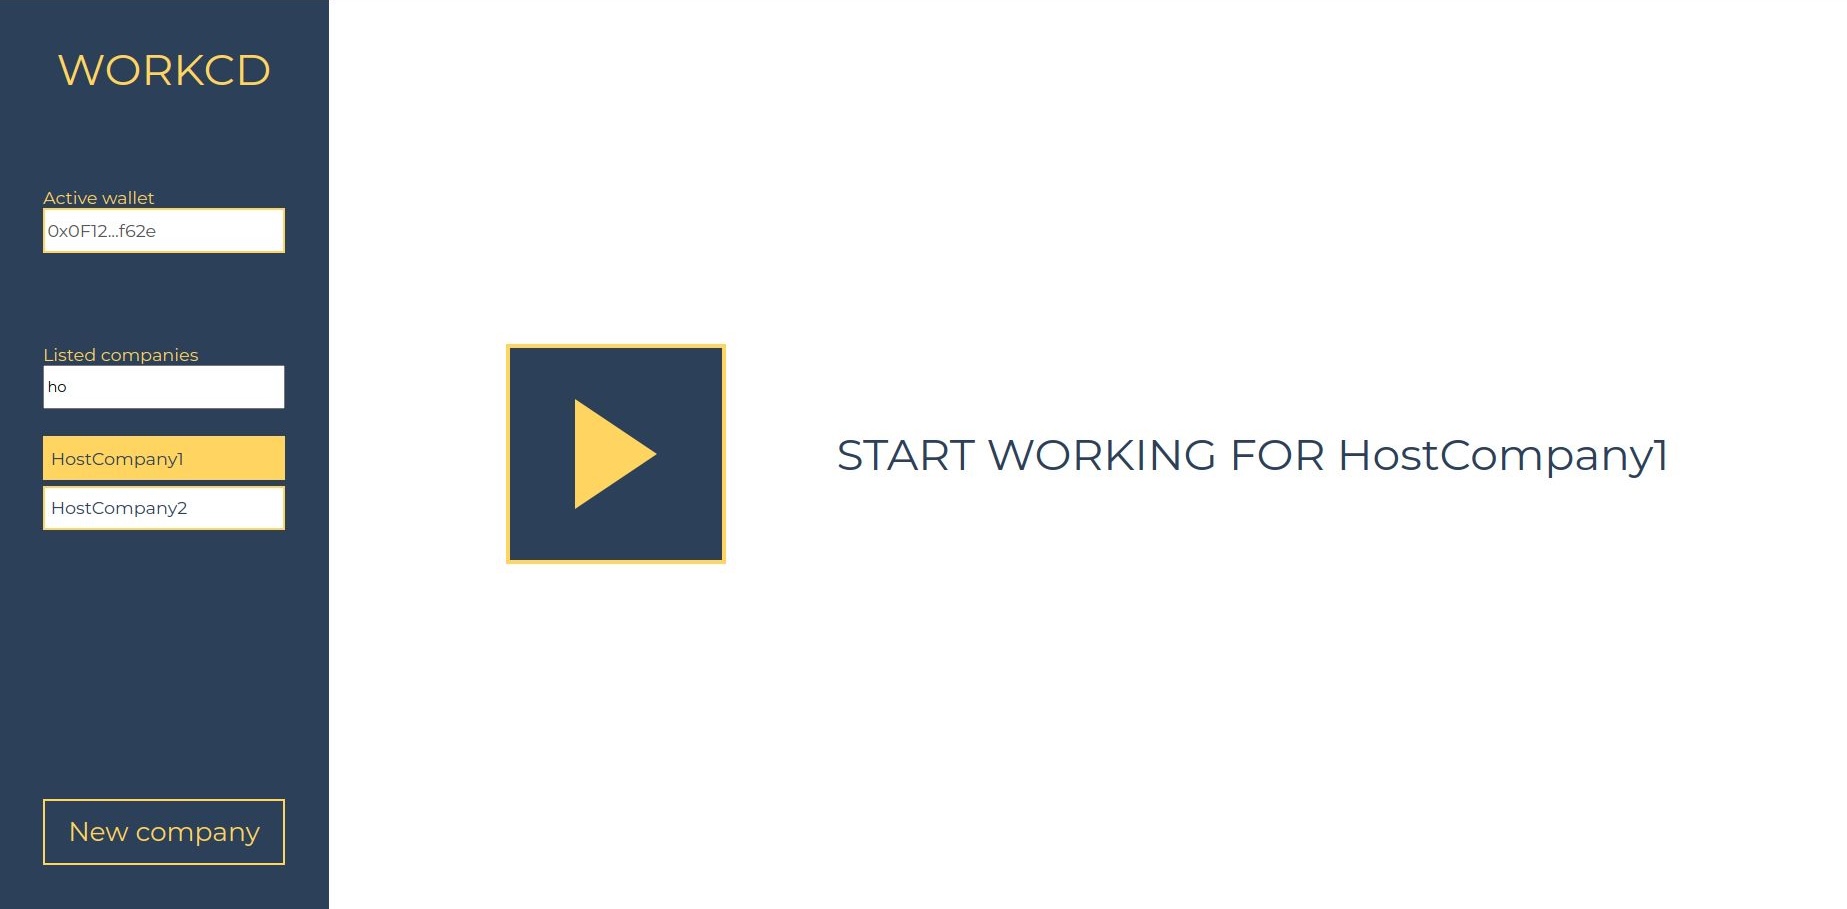 WORKCD
Active wallet
0x0F12...f62e
Listed companies
ho
HostCompany1
HostCompany2
New company
START WORKING FOR HostCompany1